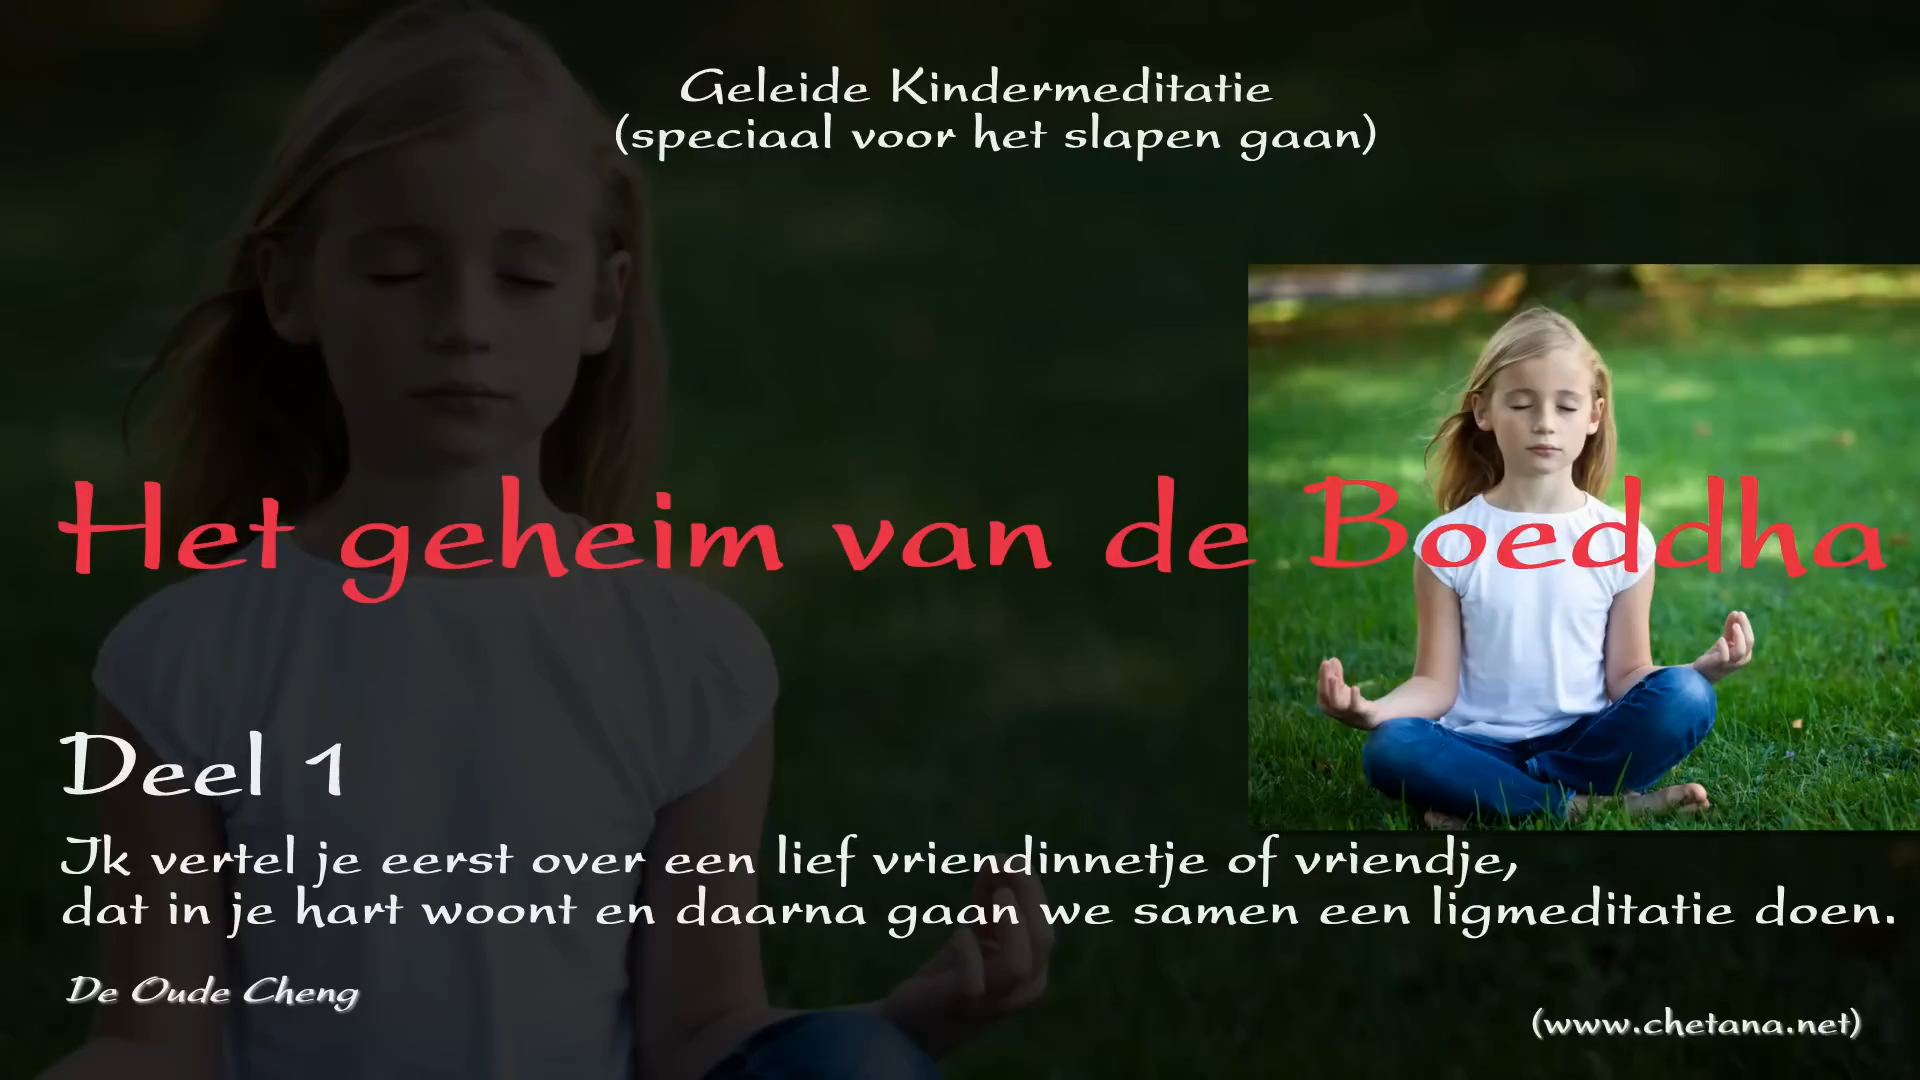 Geleide Kindermeditatie
(speciaal voor het slapen gaan)
Het geheim van de Boeddha
Deel 1
Ik vertel je eerst over een lief vriendinnetje of vriendje,
dat in je hart woont en daarna gaan we samen een ligmeditatie doen.
De Oude Cheng
(www.chetana.net)